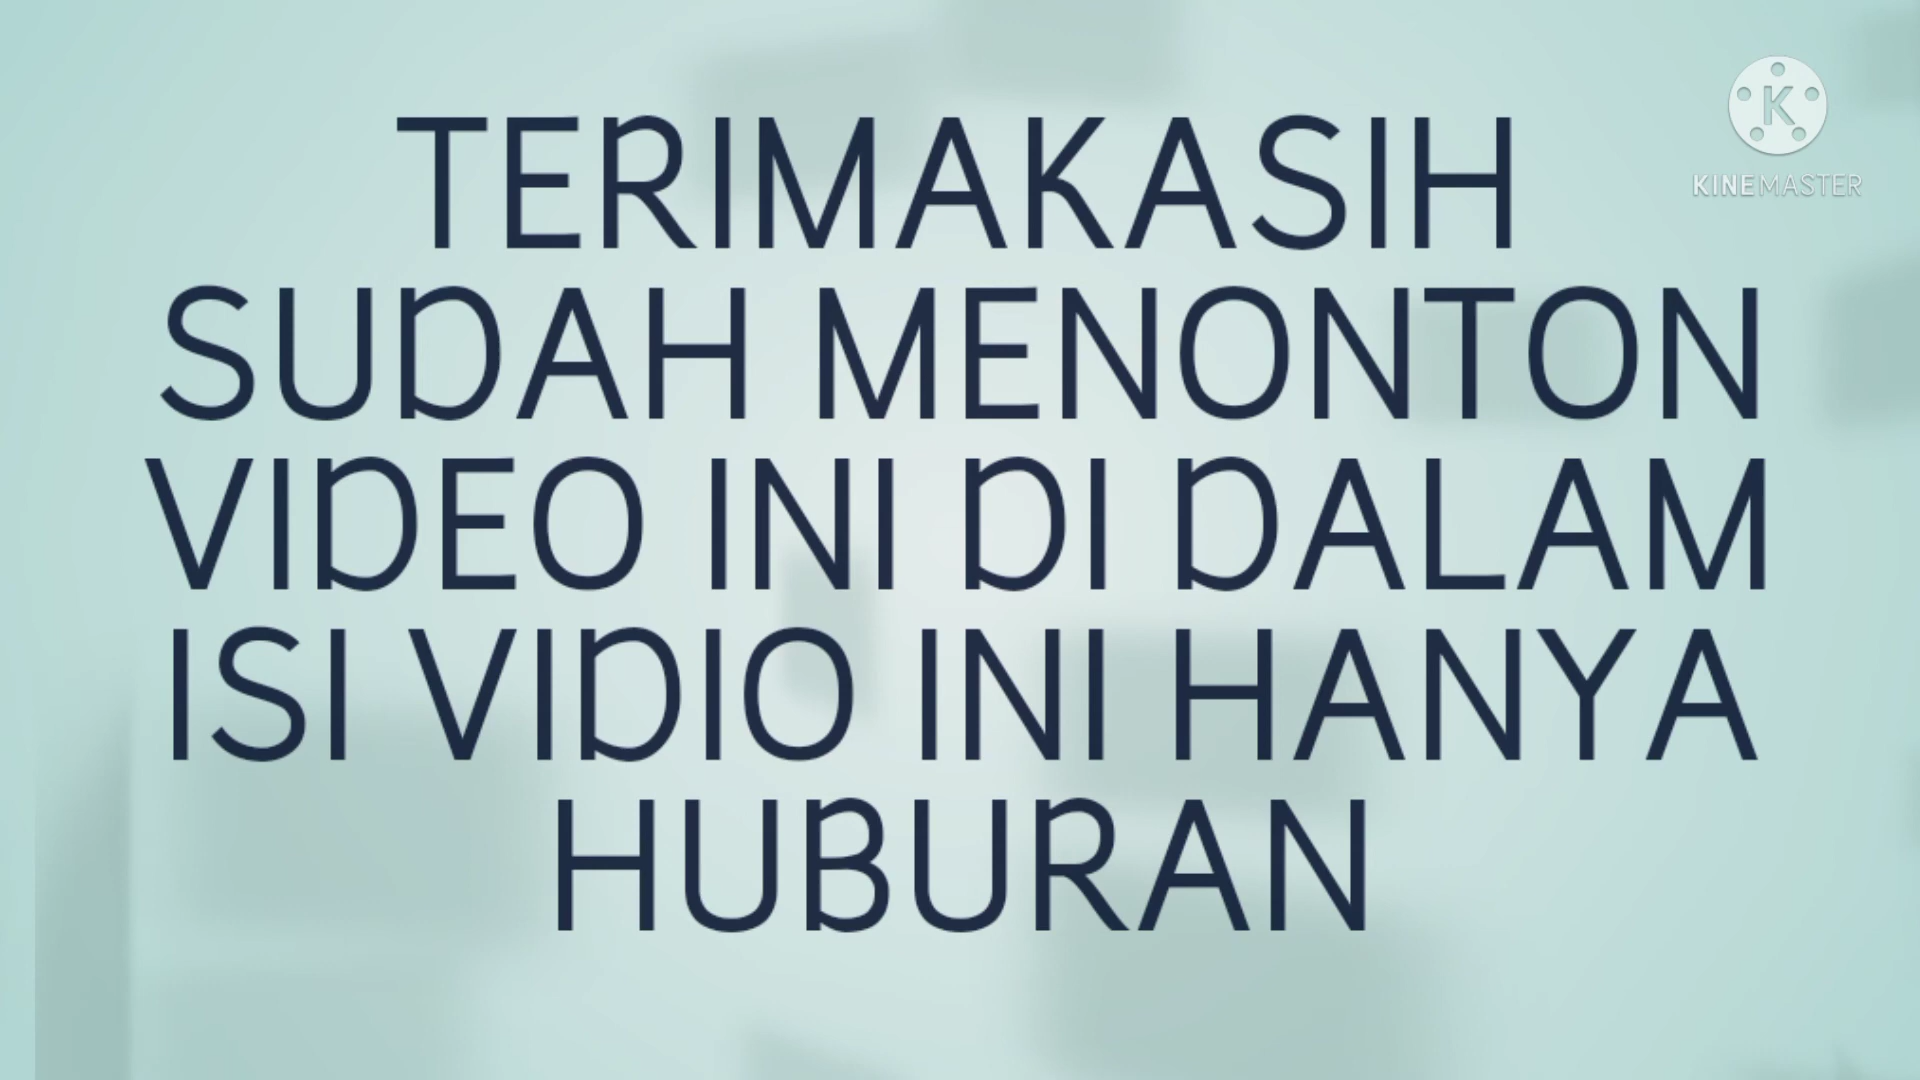 TERIMAKASIH
SUDAH MENONTON
VIDEO INI DI DALAM
ISI VIDIO INI HANYA
HUBURAN
K
KINEMASTER